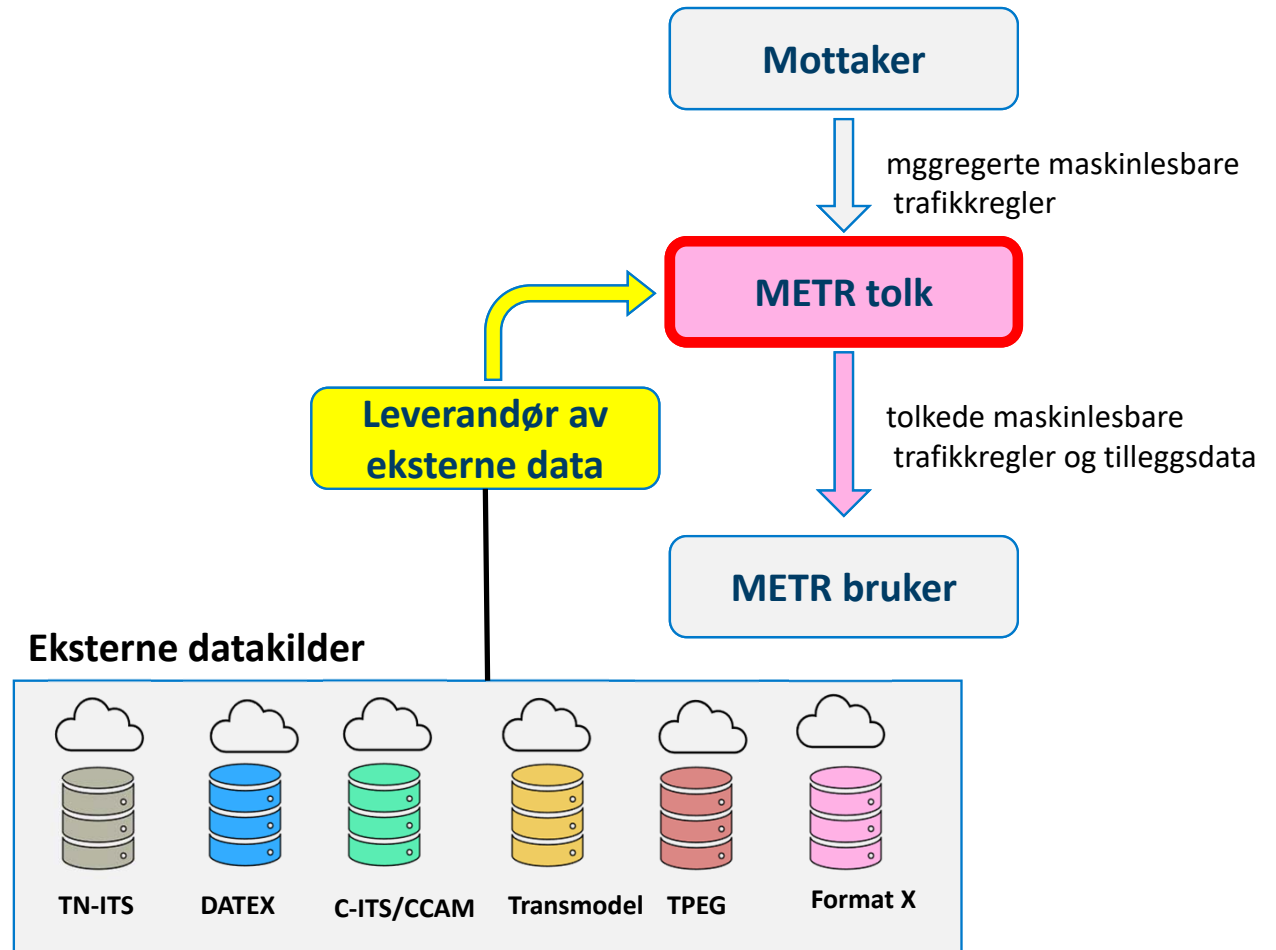 Mottaker
mggregerte maskinlesbare
trafikkregler
METR tolk
Leverandør av
eksterne data
tolkede maskinlesbare
trafikkregler og tilleggsdata
METR bruker
Eksterne datakilder
TN-ITS
DATEX
C-ITS/CCAM
Transmodel
TPEG
Format X